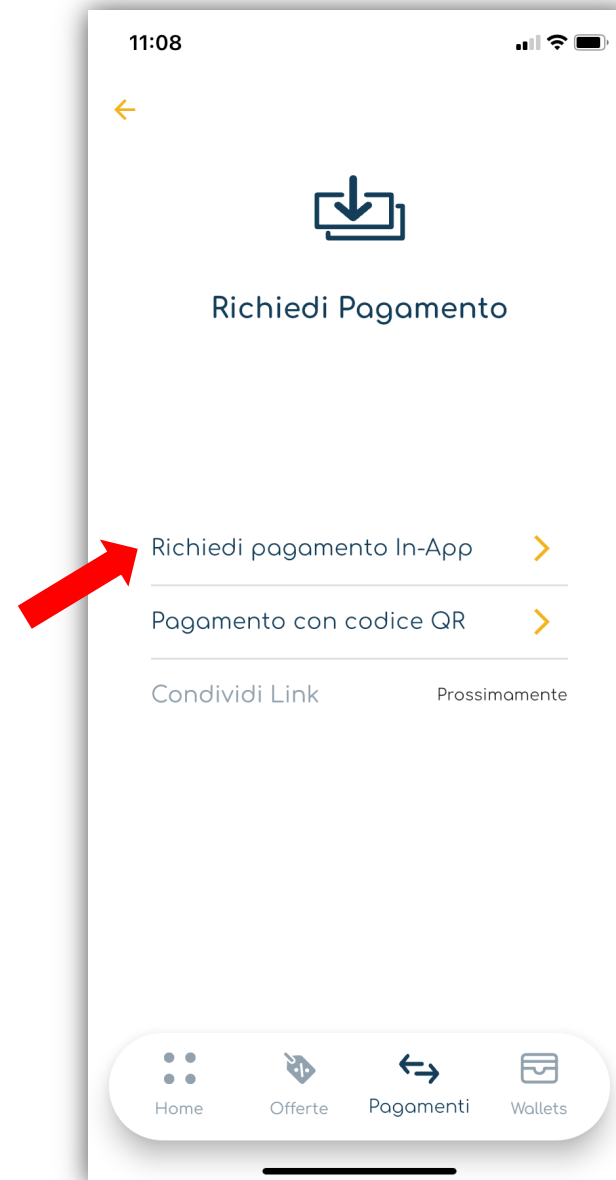 11:08
Richiedi Pagamento
Richiedi pagamento In-App
Pagamento con codice QR
Condividi Link Prossimamente
Home Offerte Pagamenti Wallets